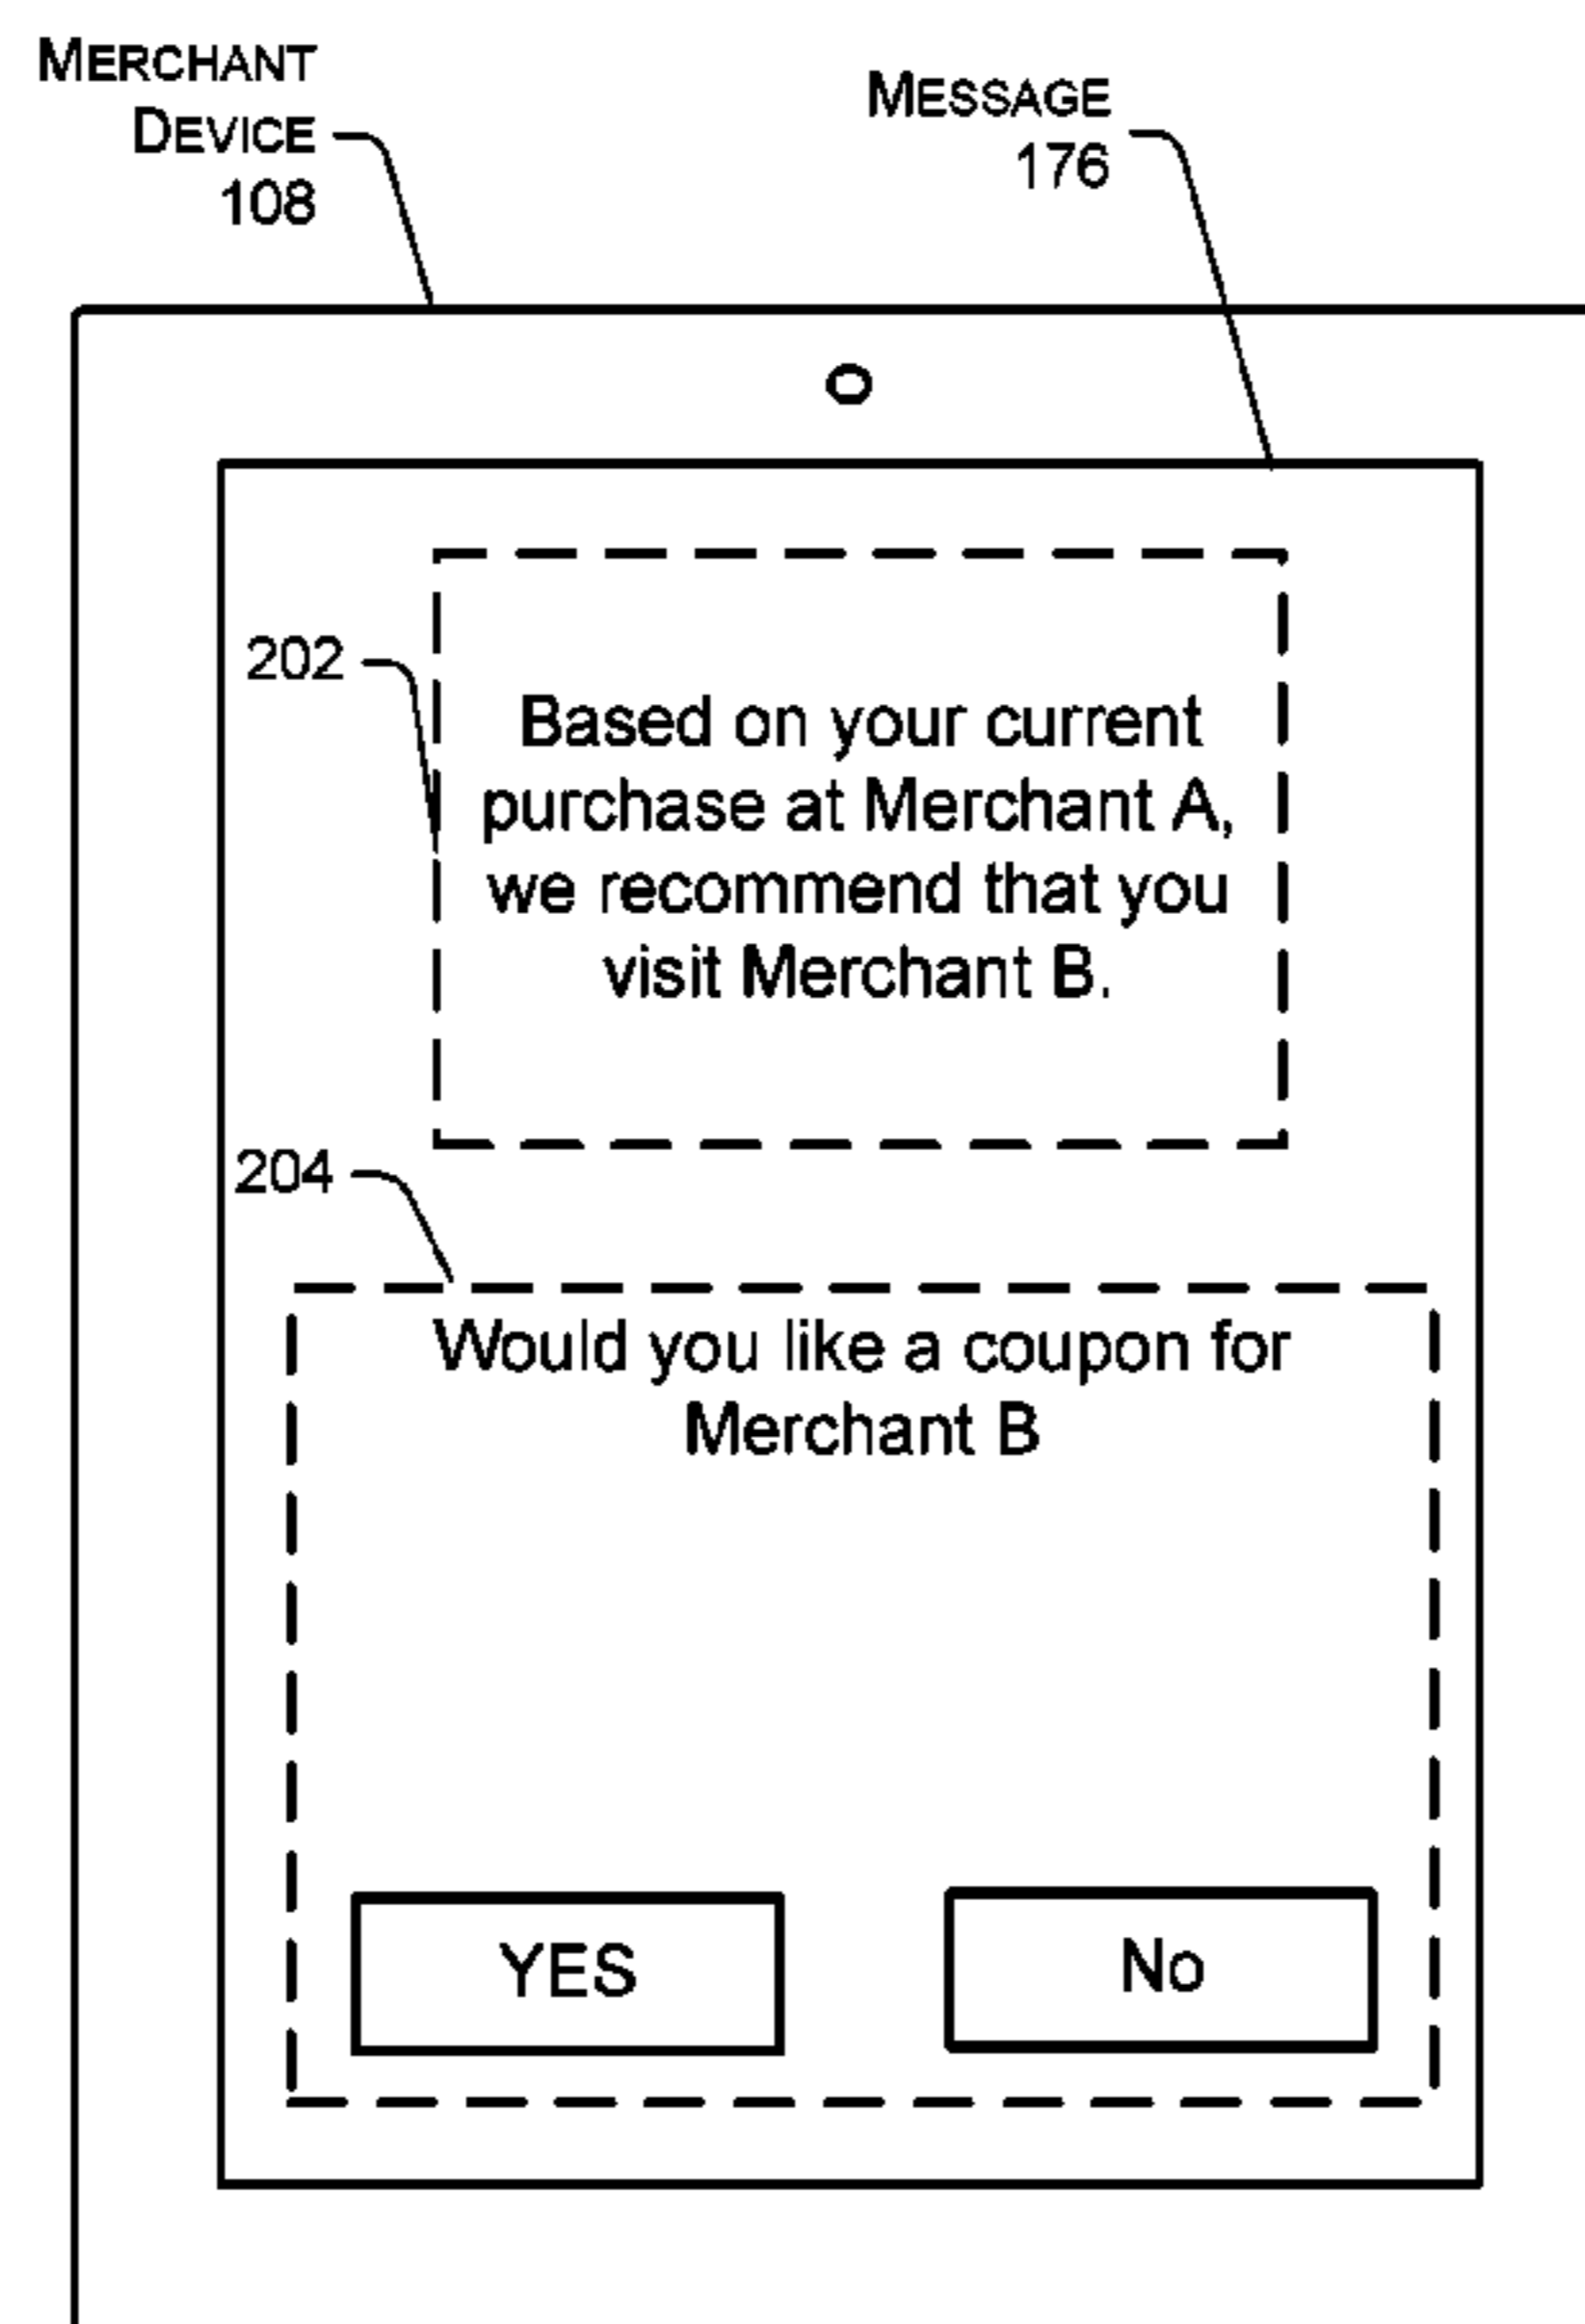 MERCHANT
DEVICE
108
MESSAGE
176
202
Based on your current
purchase at Merchant A,
we recommend that you
visit Merchant B.
204
Would you like a coupon for
Merchant B
YES
No